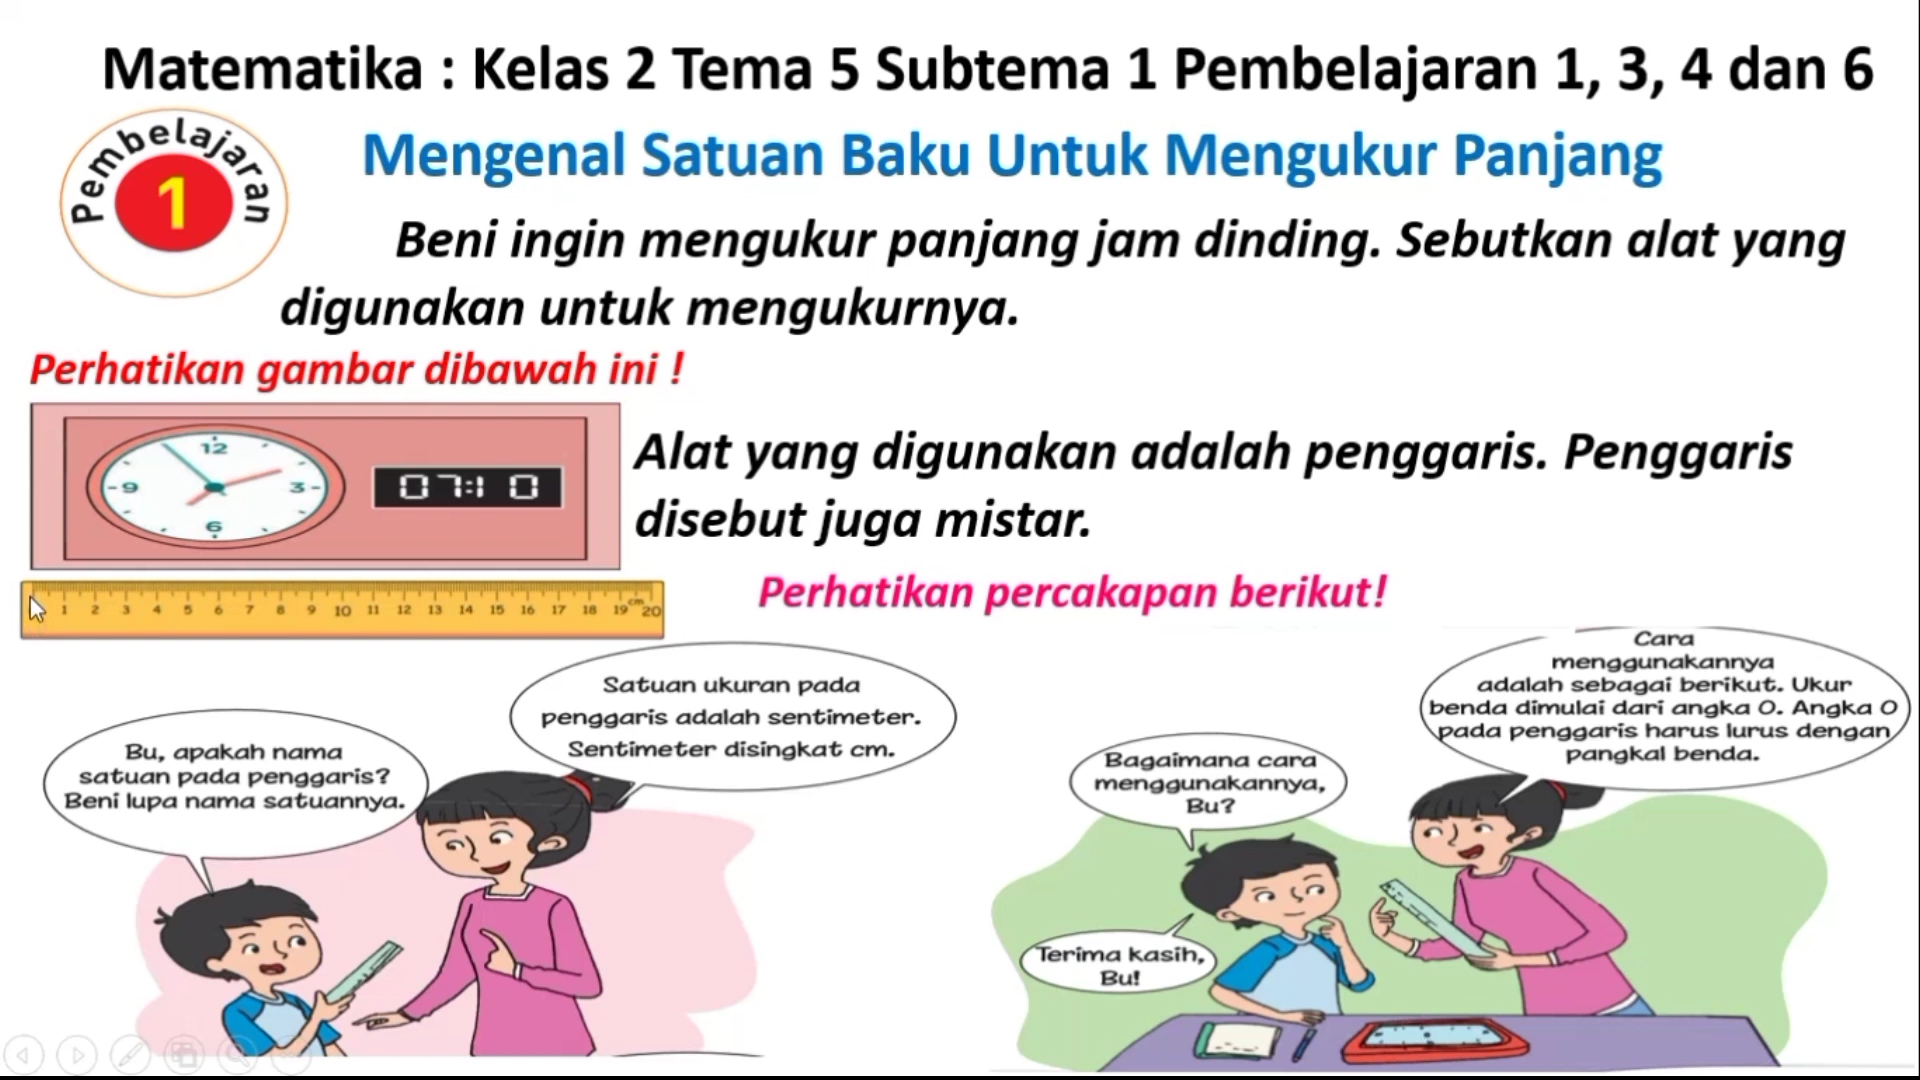 Matematika : Kelas 2 Tema 5 Subtema 1 Pembelajaran 1, 3, 4 dan 6
Pembelajaran
1
Mengenal Satuan Baku Untuk Mengukur Panjang
Beni ingin mengukur panjang jam dinding. Sebutkan alat yang
digunakan untuk mengukurnya.
Perhatikan gambar dibawah ini !
12
9
3
6
07:10
Alat yang digunakan adalah penggaris. Penggaris
disebut juga mistar.
1 2 3 4 5 6 7 8 9 10 11 12 13 14 15 16 17 18 19 cm 20
Perhatikan percakapan berikut!
Bu, apakah nama
satuan pada penggaris?
Beni lupa nama satuannya.
Satuan ukuran pada
penggaris adalah sentimeter.
Sentimeter disingkat cm.
Bagaimana cara
menggunakannya,
Bu?
Cara
menggunakannya
adalah sebagai berikut. Ukur
benda dimulai dari angka 0. Angka 0
pada penggaris harus lurus dengan
pangkal benda.
Terima kasih,
Bu!